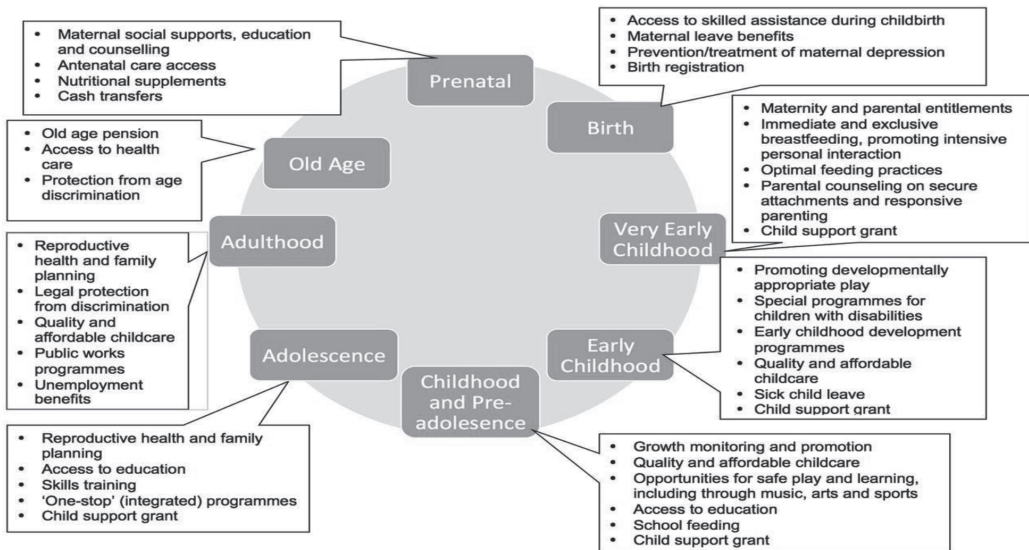 • Maternal social supports, education
and counselling
• Antenatal care access
• Nutritional supplements
• Cash transfers
Prenatal
• Access to skilled assistance during childbirth
• Maternal leave benefits
• Prevention/treatment of maternal depression
• Birth registration
Birth
• Maternity and parental entitlements
• Immediate and exclusive
breastfeeding, promoting intensive
personal interaction
• Optimal feeding practices
• Parental counseling on secure
attachments and responsive
parenting
• Child support grant
Very Early
Childhood
• Promoting developmentally
appropriate play
• Special programmes for
children with disabilities
• Early childhood development
programmes
• Quality and affordable
childcare
• Sick child leave
• Child support grant
Early
Childhood
• Growth monitoring and promotion
• Quality and affordable childcare
• Opportunities for safe play and learning,
including through music, arts and sports
• Access to education
• School feeding
• Child support grant
Childhood
and Pre-
adolesence
• Reproductive health and family
planning
• Access to education
• Skills training
• ‘One-stop’ (integrated) programmes
• Child support grant
Adolescence
• Reproductive
health and family
planning
• Legal protection
from discrimination
• Quality and
affordable childcare
• Public works
programmes
• Unemployment
benefits
Adulthood
• Old age pension
• Access to health
care
• Protection from age
discrimination
Old Age